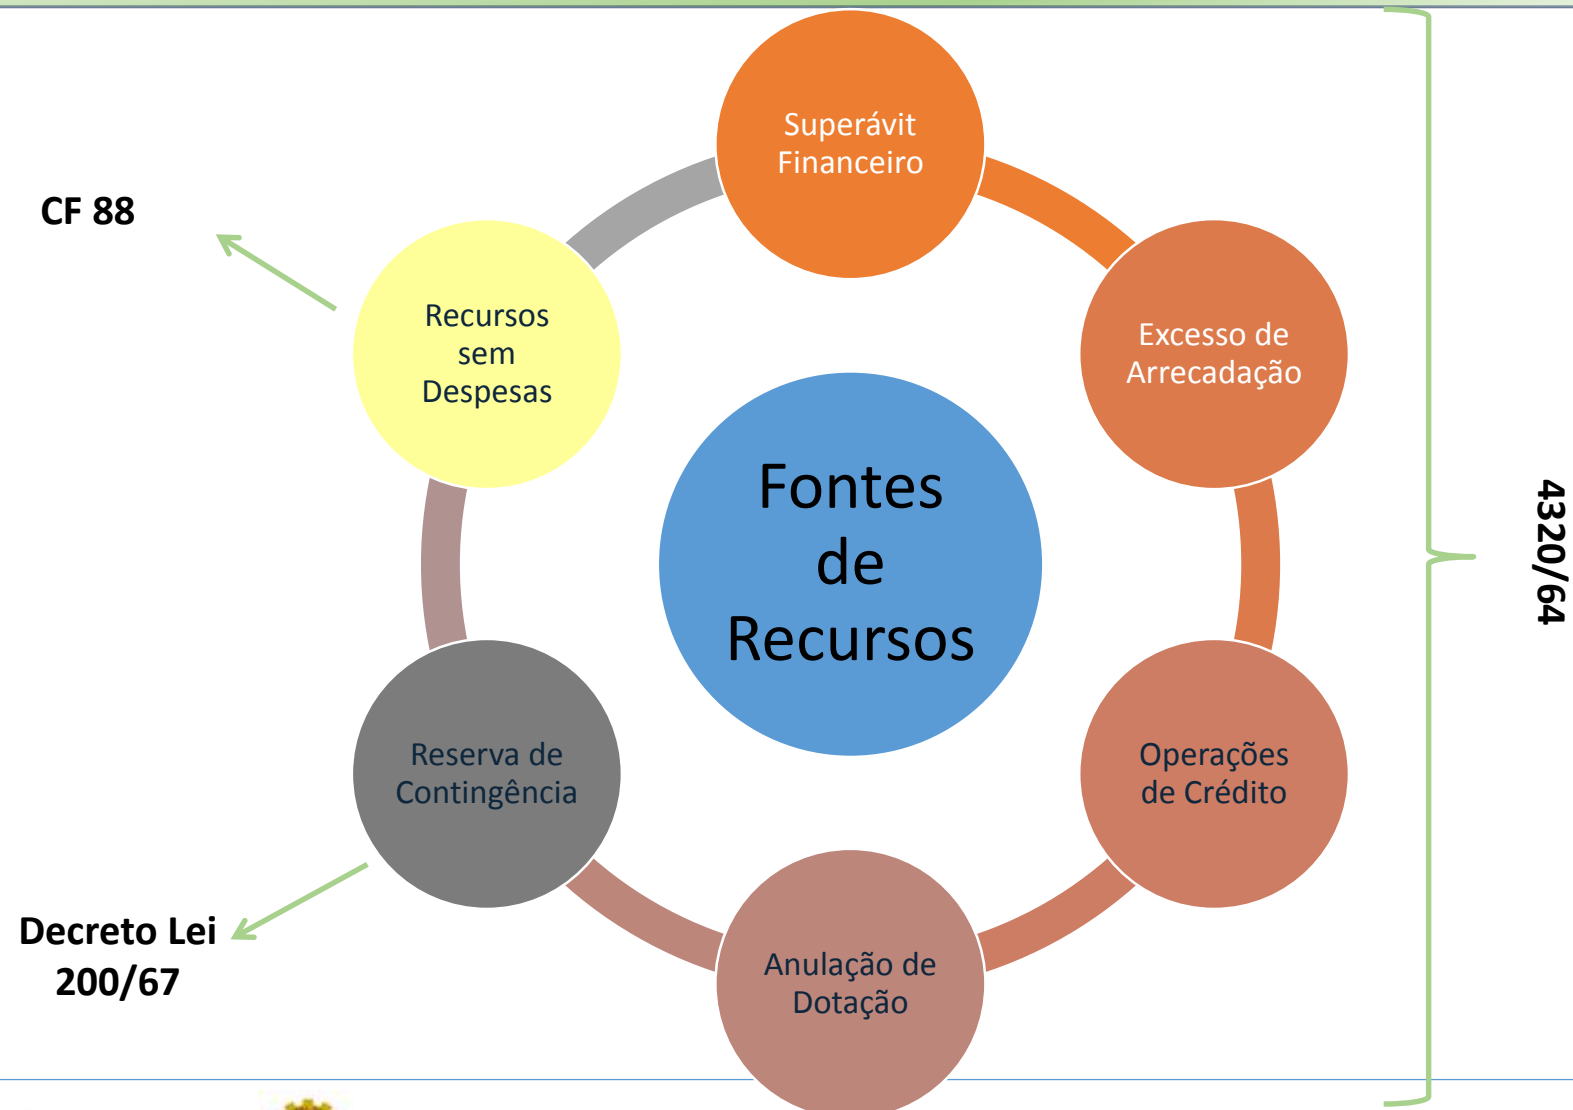 Superávit
Financeiro
CF 88
Recursos
sem
Despesas
Excesso de
Arrecadação
Fontes
de
Recursos
4320/64
Reserva de
Contingência
Operações
de Crédito
Decreto Lei
200/67
Anulação de
Dotação